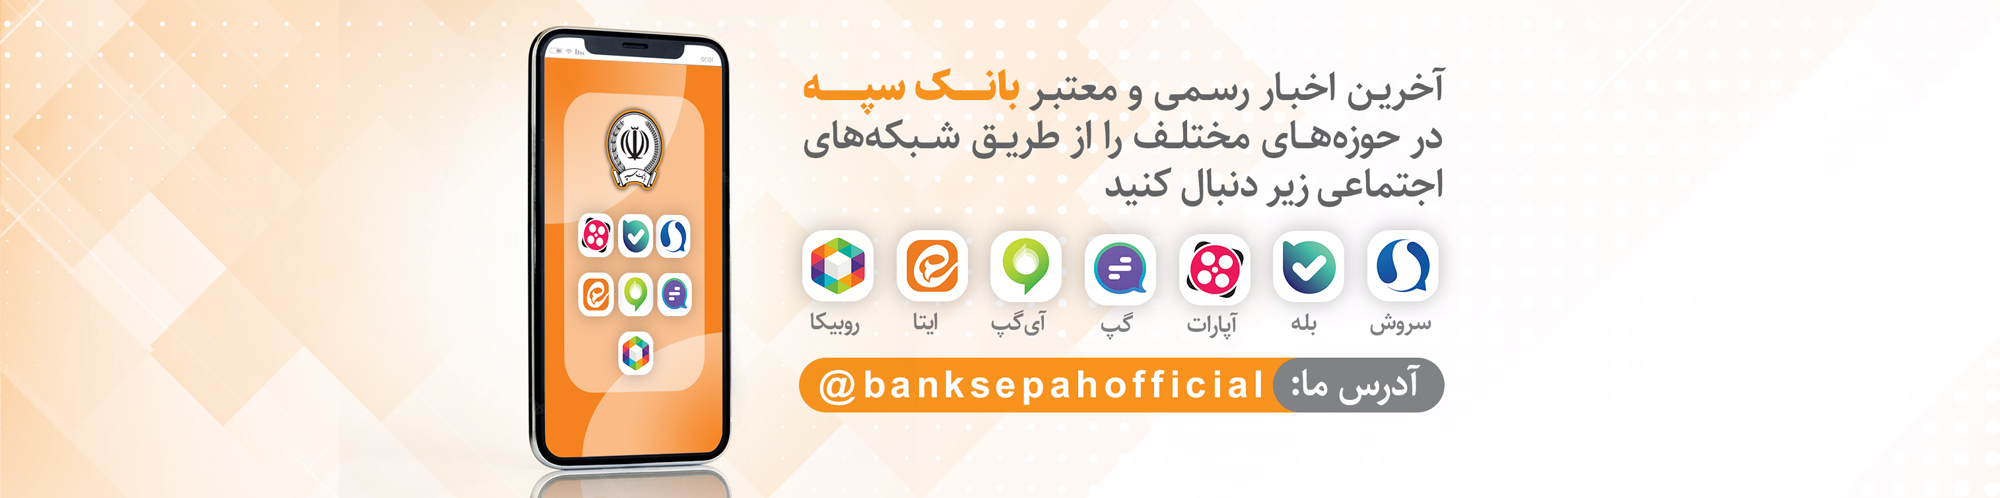 آخرین اخبار رسمی و معتبر بانک سپه
در حوزه‌های مختلف را از طریق شبکه‌های
اجتماعی زیر دنبال کنید
سروش بله آپارات گپ آی‌گپ ایتا روبیکا
آدرس ما: @banksepahofficial